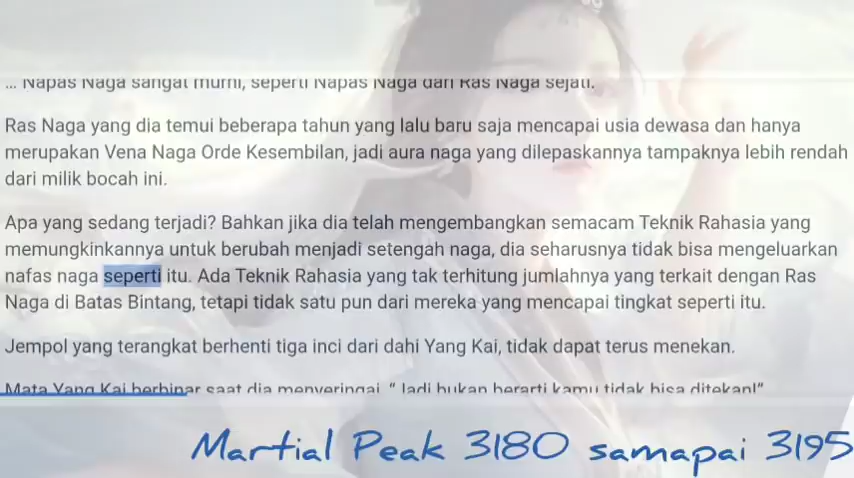 ... Napas Naga sangat murni, seperti Napas Naga dari Ras Naga sejati.
Ras Naga yang dia temui beberapa tahun yang lalu baru saja mencapai usia dewasa dan hanya
merupakan Vena Naga Orde Kesembilan, jadi aura naga yang dilepaskannya tampaknya lebih rendah
dari milik bocah ini.
Apa yang sedang terjadi? Bahkan jika dia telah mengembangkan semacam Teknik Rahasia yang
memungkinkannya untuk berubah menjadi setengah naga, dia seharusnya tidak bisa mengeluarkan
nafas naga seperti itu. Ada Teknik Rahasia yang tak terhitung jumlahnya yang terkait dengan Ras
Naga di Batas Bintang, tetapi tidak satu pun dari mereka yang mencapai tingkat seperti itu.
Jempol yang terangkat berhenti tiga inci dari dahi Yang Kai, tidak dapat terus menekan.
Mata Yang Kai berbinar saat dia menyeringai, “Jadi bukan berarti kamu tidak bisa ditekan!”
Martial Peak 3180 samapai 3195